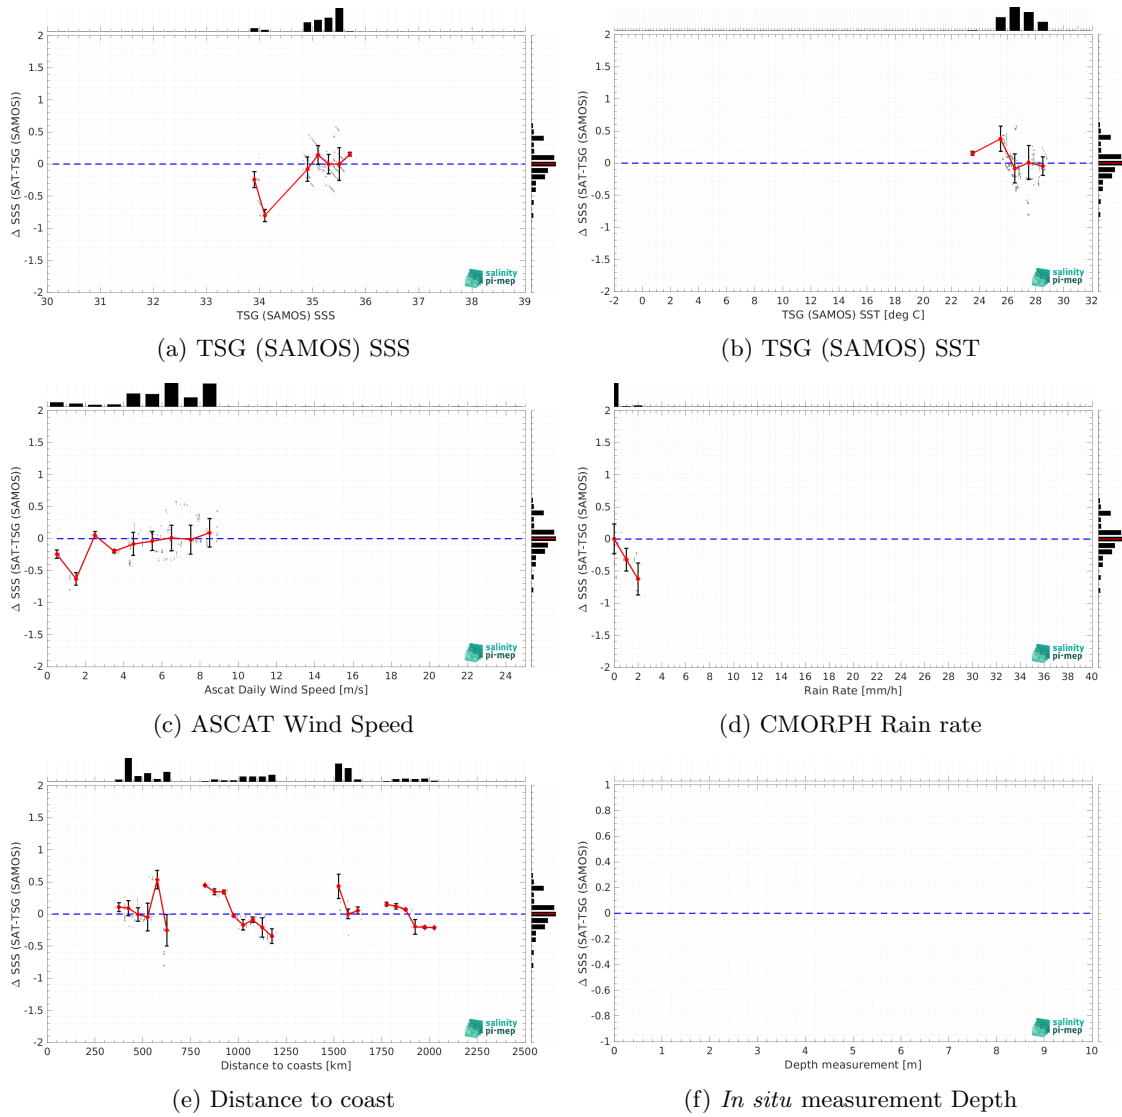 2
1.5
1
0.5
0
-0.5
-1
-1.5
-2
Δ SSS (SAT-TSG (SAMOS))
30 31 32 33 34 35 36 37 38 39
TSG (SAMOS) SSS
salinity
pi-mep
(a) TSG (SAMOS) SSS
2
1.5
1
0.5
0
-0.5
-1
-1.5
-2
Δ SSS (SAT-TSG (SAMOS))
-2 0 2 4 6 8 10 12 14 16 18 20 22 24 26 28 30 32
TSG (SAMOS) SST [deg C]
salinity
pi-mep
(b) TSG (SAMOS) SST
2
1.5
1
0.5
0
-0.5
-1
-1.5
-2
Δ SSS (SAT-TSG (SAMOS))
0 2 4 6 8 10 12 14 16 18 20 22 24
Ascat Daily Wind Speed [m/s]
salinity
pi-mep
(c) ASCAT Wind Speed
2
1.5
1
0.5
0
-0.5
-1
-1.5
-2
Δ SSS (SAT-TSG (SAMOS))
0 2 4 6 8 10 12 14 16 18 20 22 24 26 28 30 32 34 36 38 40
Rain Rate [mm/h]
salinity
pi-mep
(d) CMORPH Rain rate
2
1.5
1
0.5
0
-0.5
-1
-1.5
-2
Δ SSS (SAT-TSG (SAMOS))
0 250 500 750 1000 1250 1500 1750 2000 2250 2500
Distance to coasts [km]
salinity
pi-mep
(e) Distance to coast
1
0.8
0.6
0.4
0.2
0
-0.2
-0.4
-0.6
-0.8
-1
Δ SSS (SAT-TSG (SAMOS))
0 1 2 3 4 5 6 7 8 9 10
Depth measurement [m]
salinity
pi-mep
(f) In situ measurement Depth